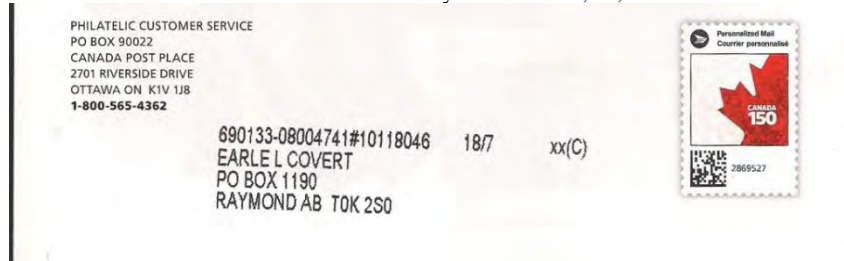 PHILATELIC CUSTOMER SERVICE
PO BOX 90022
CANADA POST PLACE
2701 RIVERSIDE DRIVE
OTTAWA ON K1V 1J8
1-800-565-4362
Personalized Mail
Courrier personnalisé
CANADA
150
2869527
690133-08004741#10118046 18/7 xx(C)
EARLE L COVERT
PO BOX 1190
RAYMOND AB T0K 2S0